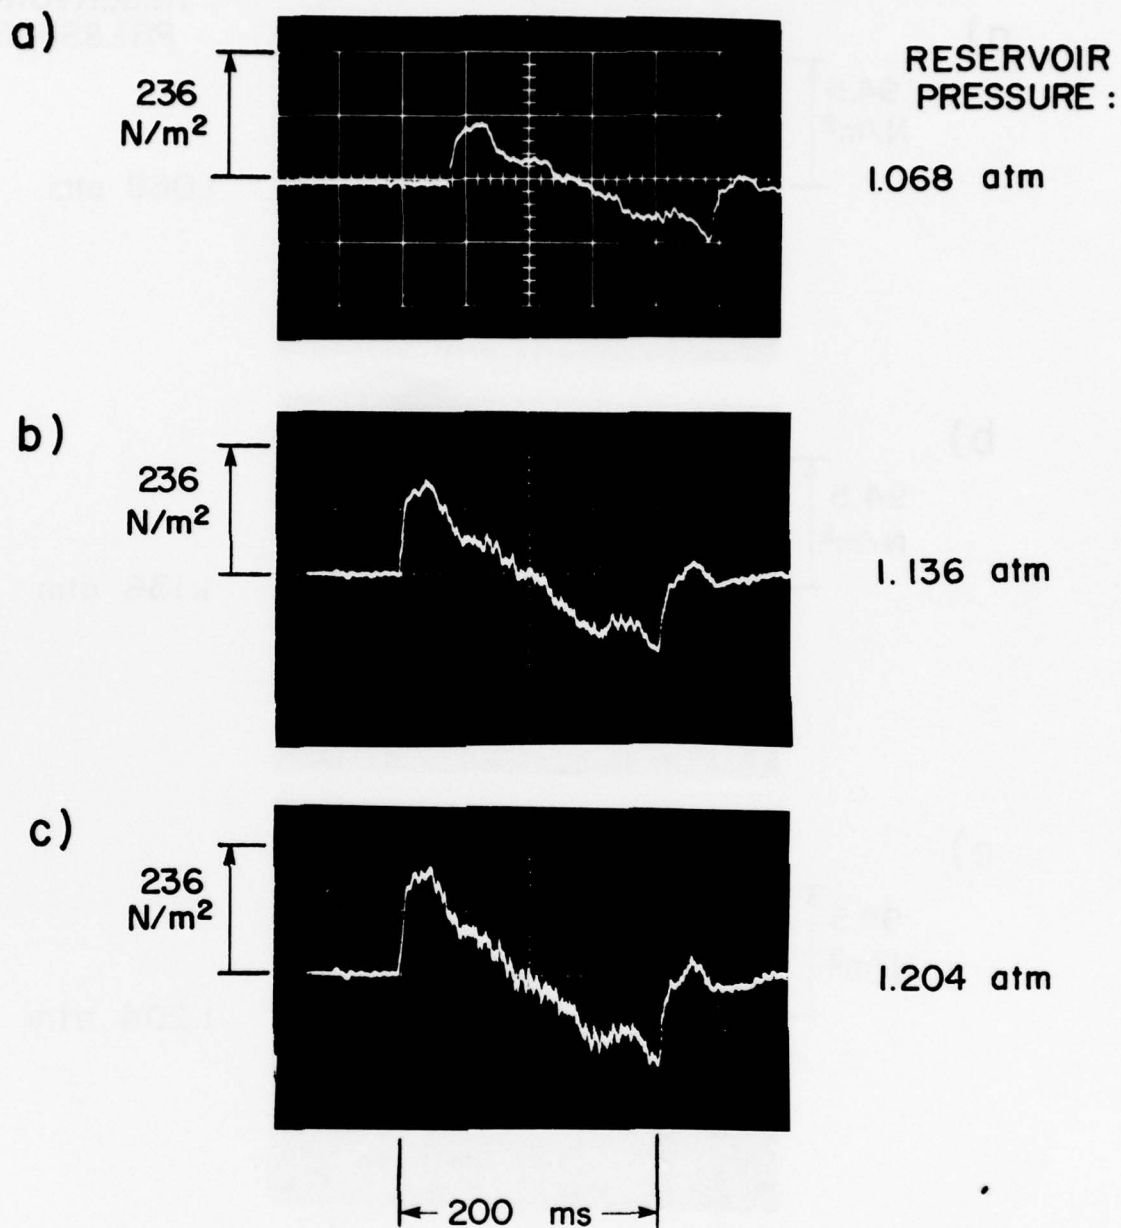 a)
236
N/m²
RESERVOIR
PRESSURE :
1.068 atm
b)
236
N/m²
1.136 atm
c)
236
N/m²
1.204 atm
200 ms